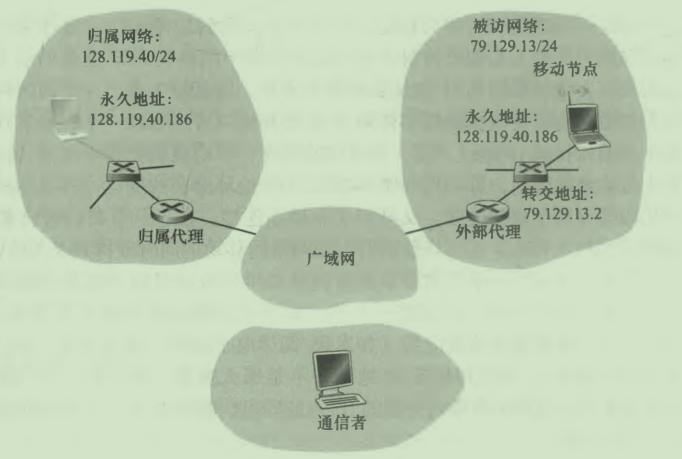 归属网络：
128.119.40/24
永久地址：
128.119.40.186
归属代理
被访网络：
79.129.13/24
移动节点
永久地址：
128.119.40.186
转交地址：
79.129.13.2
外部代理
广域网
通信者